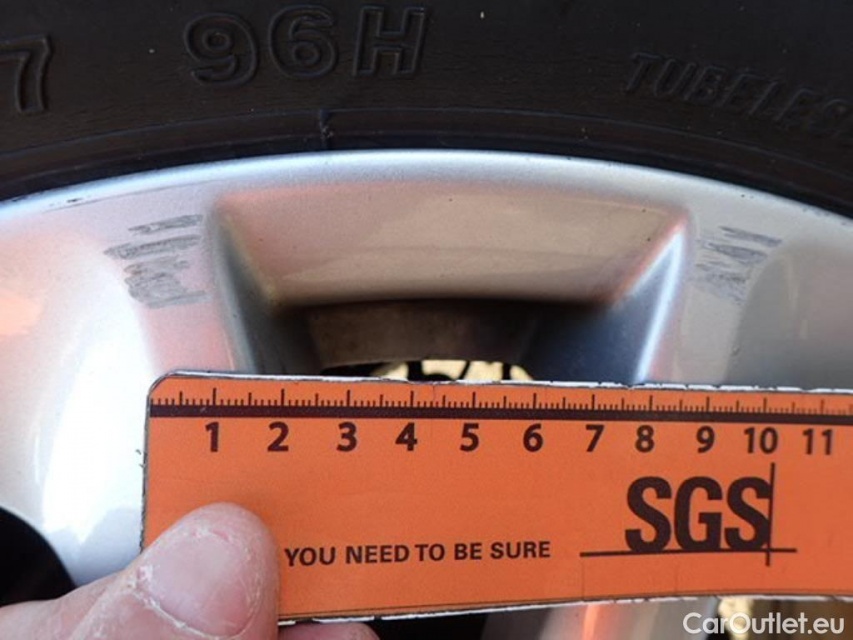 7 96H
TUBELESS
1 2 3 4 5 6 7 8 9 10 11
SGS
YOU NEED TO BE SURE
CarOutlet.eu